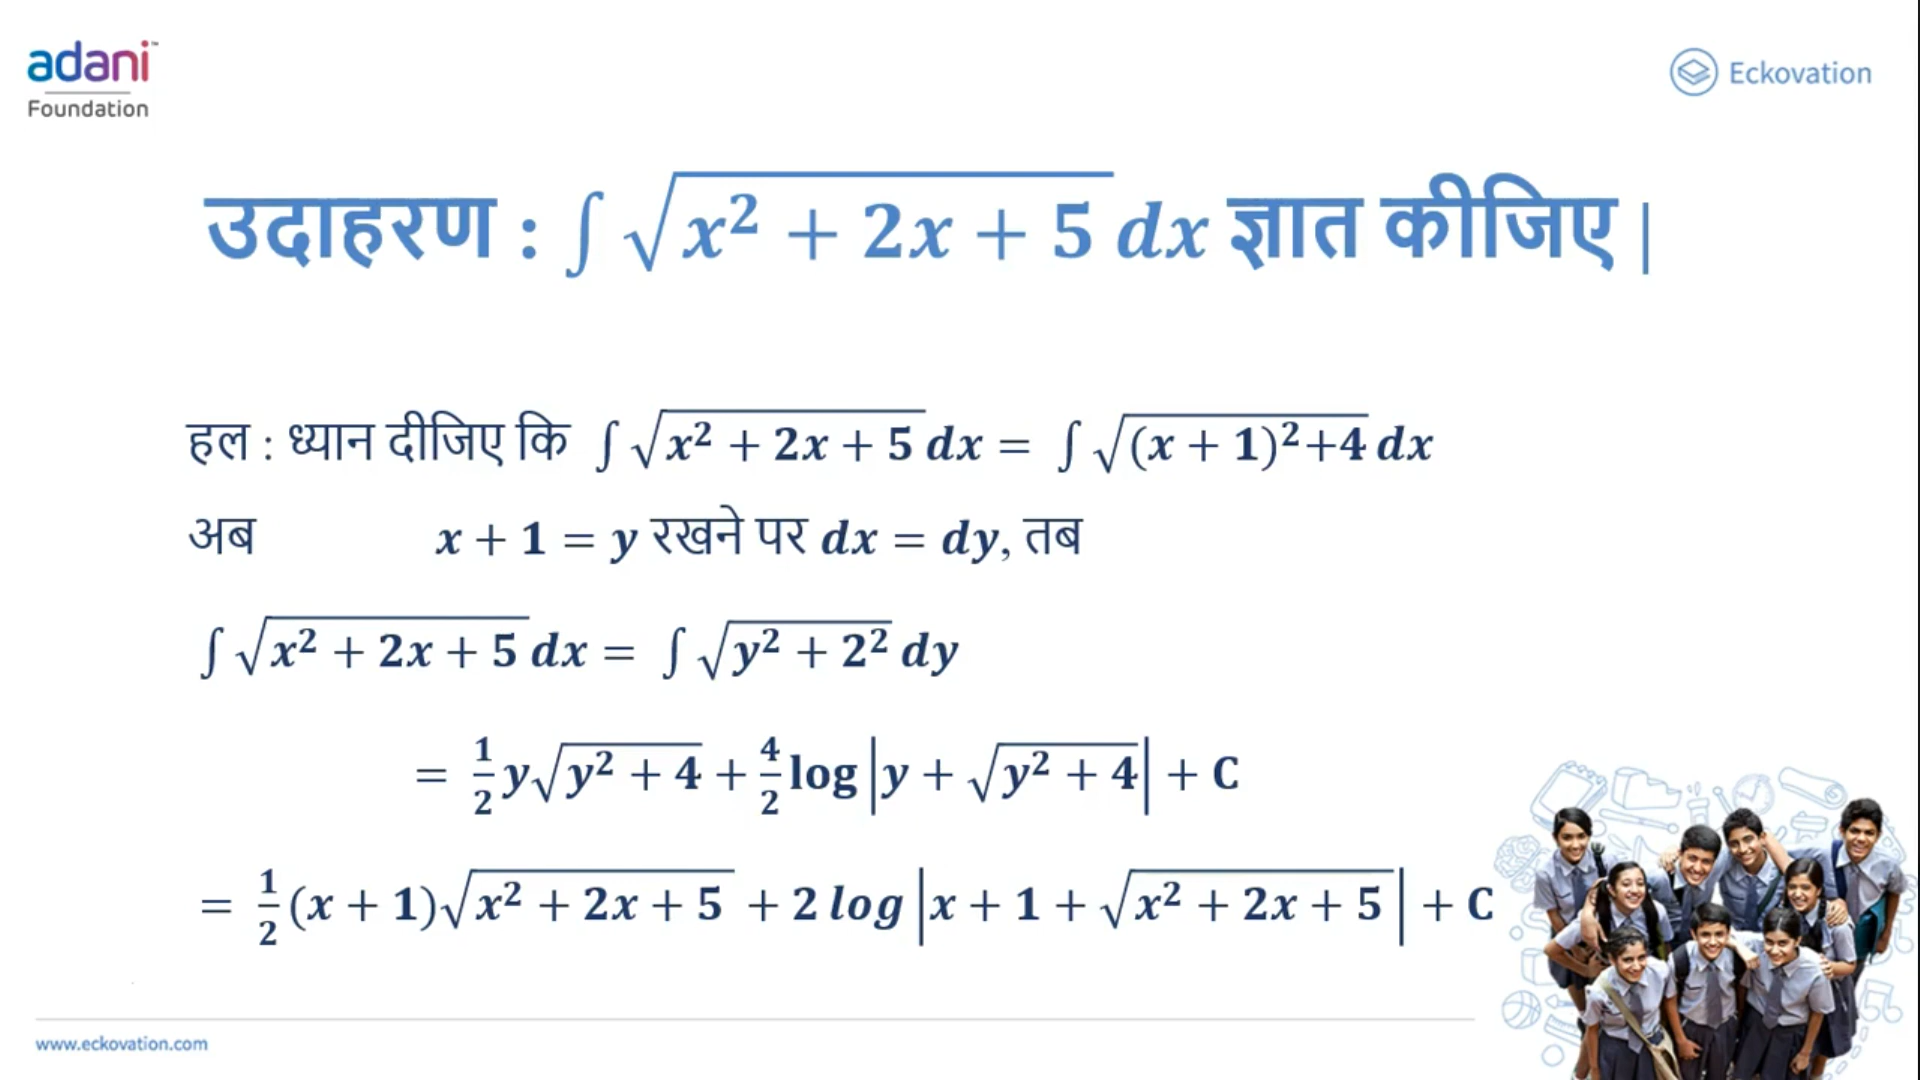 adani™
Foundation
Eckovation
उदाहरण : ∫ √(x² + 2x + 5) dx ज्ञात कीजिए |
हल : ध्यान दीजिए कि ∫ √(x² + 2x + 5) dx = ∫ √((x + 1)²+4) dx
अब x + 1 = y रखने पर dx = dy, तब
∫ √(x² + 2x + 5) dx = ∫ √(y² + 2²) dy
= 1/2 y√(y² + 4) + 4/2 log |y + √(y² + 4)| + C
= 1/2 (x + 1)√(x² + 2x + 5) + 2 log |x + 1 + √(x² + 2x + 5)| + C
www.eckovation.com